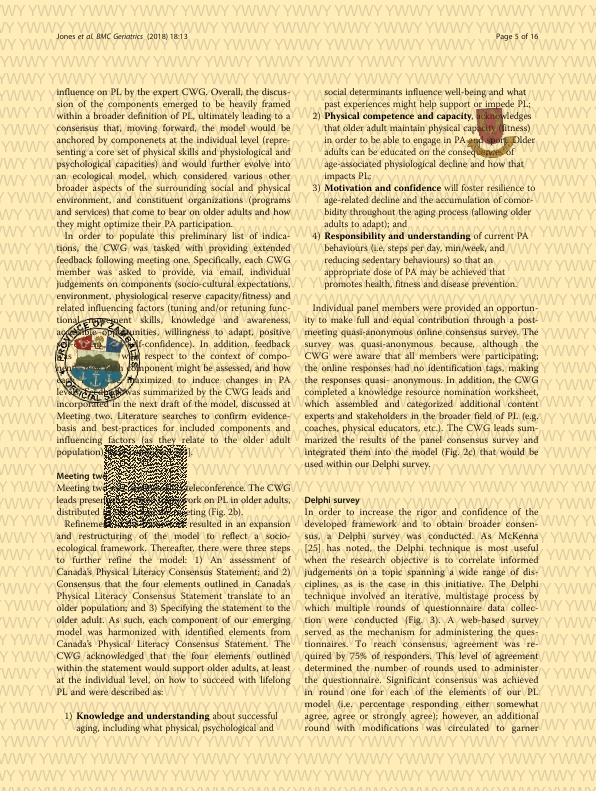 Jones et al. BMC Geriatrics (2018) 18:13
Page 5 of 16
influence on PL by the expert CWG. Overall, the discus-
sion of the components emerged to be heavily framed
within a broader definition of PL, ultimately leading to a
consensus that, moving forward, the model would be
anchored by componenets at the individual level (repre-
senting a core set of physical skills and physiological and
psychological capacities) and would further evolve into
an ecological model, which considered various other
broader aspects of the surrounding social and physical
environment, and constituent organizations (programs
and services) that come to bear on older adults and how
they might optimize their PA participation.
In order to populate this preliminary list of indica-
tions, the CWG was tasked with providing extended
feedback following meeting one. Specifically, each CWG
member was asked to provide, via email, individual
judgements on components (socio-cultural expectations,
environment, physiological reserve capacity/fitness) and
related influencing factors (tuning and/or retuning func-
tional skills, knowledge and awareness,
willingness to adapt, positive
In addition, feedback
respect to the context of compo-
component might be assessed, and how
maximized to induce changes in PA
was summarized by the CWG leads and
incorporated in the next draft of the model, discussed at
Meeting two. Literature searches to confirm evidence-
basis and best-practices for included components and
influencing factors (as they relate to the older adult
population)
Meeting two
Meeting two teleconference. The CWG
leads work on PL in older adults,
distributed (Fig. 2b).
resulted in an expansion
and restructuring of the model to reflect a socio-
ecological framework. Thereafter, there were three steps
to further refine the model: 1) An assessment of
Canada's Physical Literacy Consensus Statement; and 2)
Consensus that the four elements outlined in Canada's
Physical Literacy Consensus Statement translate to an
older population; and 3) Specifying the statement to the
older adult. As such, each component of our emerging
model was harmonized with identified elements from
Canada's Physical Literacy Consensus Statement. The
CWG acknowledged that the four elements outlined
within the statement would support older adults, at least
at the individual level, on how to succeed with lifelong
PL and were described as:
1) Knowledge and understanding about successful
aging, including what physical, psychological and
social determinants influence well-being and what
past experiences might help support or impede PL;
2) Physical competence and capacity, acknowledges
that older adult maintain physical capacity (fitness)
in order to be able to engage in PA and sport. Older
adults can be educated on the consequences of
age-associated physiological decline and how that
impacts PL;
3) Motivation and confidence will foster resilience to
age-related decline and the accumulation of comor-
bidity throughout the aging process (allowing older
adults to adapt); and
4) Responsibility and understanding of current PA
behaviours (i.e. steps per day, min/week, and
reducing sedentary behaviours) so that an
appropriate dose of PA may be achieved that
promotes health, fitness and disease prevention.
Individual panel members were provided an opportun-
ity to make full and equal contribution through a post-
meeting quasi-anonymous online consensus survey. The
survey was quasi-anonymous because, although the
CWG were aware that all members were participating;
the online responses had no identification tags, making
the responses quasi- anonymous. In addition, the CWG
completed a knowledge resource nomination worksheet,
which assembled and categorized additional content
experts and stakeholders in the broader field of PL (e.g.
coaches, physical educators, etc.). The CWG leads sum-
marized the results of the panel consensus survey and
integrated them into the model (Fig. 2c) that would be
used within our Delphi survey.
Delphi survey
In order to increase the rigor and confidence of the
developed framework and to obtain broader consen-
sus, a Delphi survey was conducted. As McKenna
[25] has noted, the Delphi technique is most useful
when the research objective is to correlate informed
judgements on a topic spanning a wide range of dis-
ciplines, as is the case in this initiative. The Delphi
technique involved an iterative, multistage process by
which multiple rounds of questionnaire data collec-
tion were conducted (Fig. 3). A web-based survey
served as the mechanism for administering the ques-
tionnaires. To reach consensus, agreement was re-
quired by 75% of responders. This level of agreement
determined the number of rounds used to administer
the questionnaire. Significant consensus was achieved
in round one for each of the elements of our PL
model (i.e. percentage responding either somewhat
agree, agree or strongly agree); however, an additional
round with modifications was circulated to garner
PROVINCE OF ZAMBALES
OFFICIAL SEAL